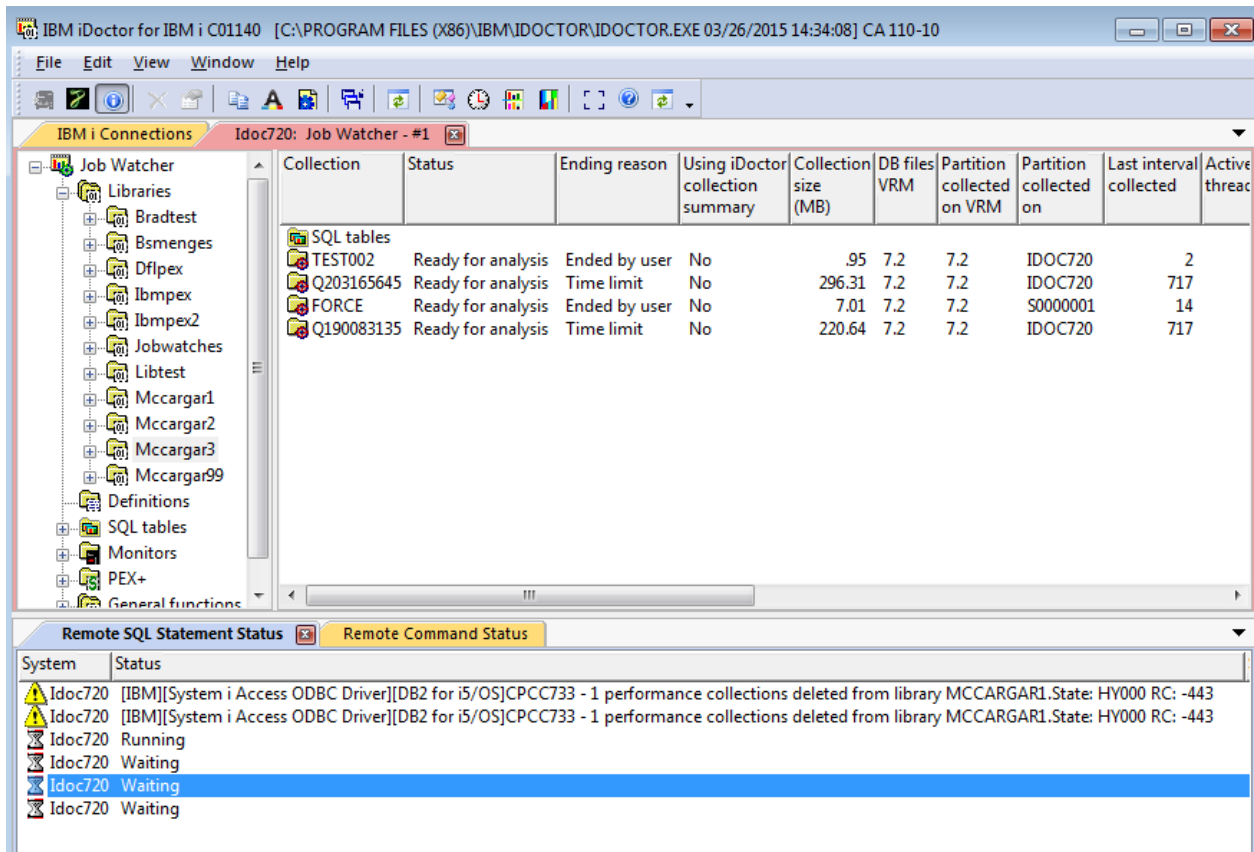 IBM iDoctor for IBM i C01140 [C:\PROGRAM FILES (X86)\IBM\IDOCTOR\IDOCTOR.EXE 03/26/2015 14:34:08] CA 110-10
File Edit View Window Help
IBM i Connections Idoc720: Job Watcher - #1
Job Watcher
Libraries
Bradtest
Bsmenges
Dflpex
Ibmpex
Ibmpex2
Jobwatches
Libtest
Mccargar1
Mccargar2
Mccargar3
Mccargar99
Definitions
SQL tables
Monitors
PEX+
General functions
Collection Status Ending reason Using iDoctor Collection DB files Partition Partition Last interval Active
collection size VRM collected collected collected threac
summary (MB) on VRM on
SQL tables
TEST002 Ready for analysis Ended by user No .95 7.2 7.2 IDOC720 2
Q203165645 Ready for analysis Time limit No 296.31 7.2 7.2 IDOC720 717
FORCE Ready for analysis Ended by user No 7.01 7.2 7.2 S0000001 14
Q190083135 Ready for analysis Time limit No 220.64 7.2 7.2 IDOC720 717
Remote SQL Statement Status Remote Command Status
System Status
Idoc720 [IBM][System i Access ODBC Driver][DB2 for i5/OS]CPCC733 - 1 performance collections deleted from library MCCARGAR1.State: HY000 RC: -443
Idoc720 [IBM][System i Access ODBC Driver][DB2 for i5/OS]CPCC733 - 1 performance collections deleted from library MCCARGAR1.State: HY000 RC: -443
Idoc720 Running
Idoc720 Waiting
Idoc720 Waiting
Idoc720 Waiting